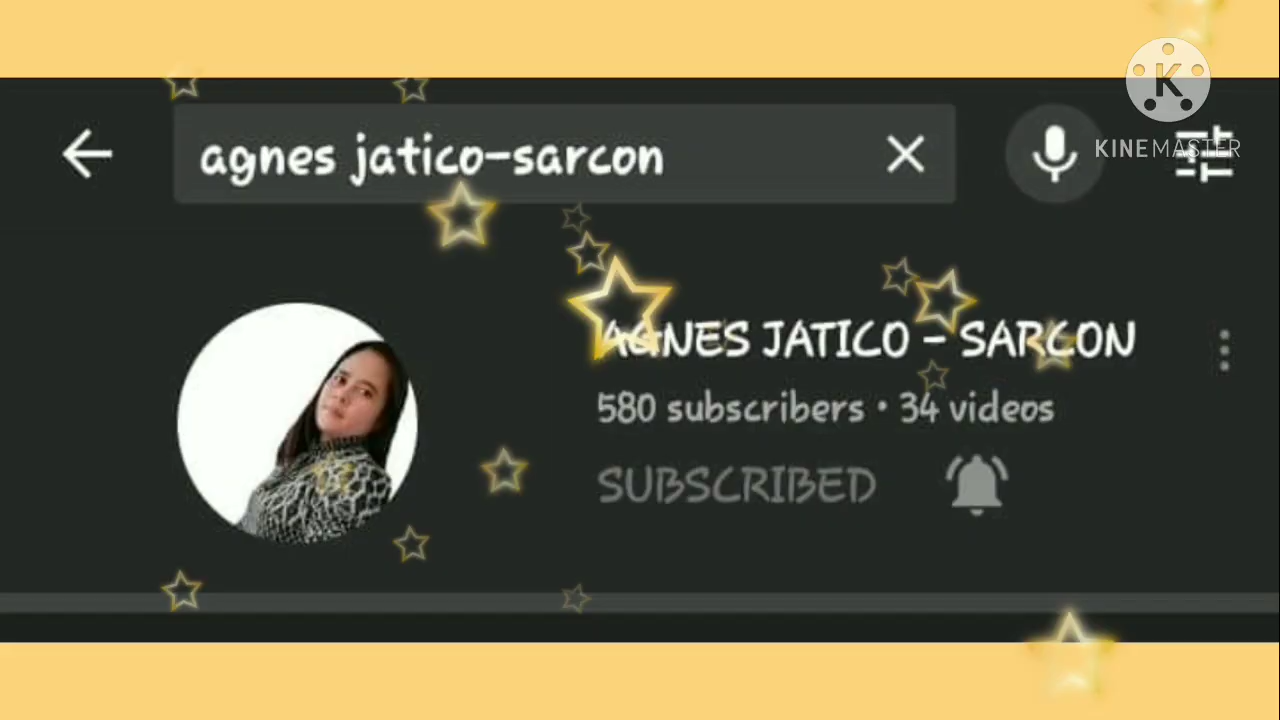 K
KINEMASTER
agnes jatico-sarcon
AGNES JATICO - SARCON
580 subscribers • 34 videos
SUBSCRIBED